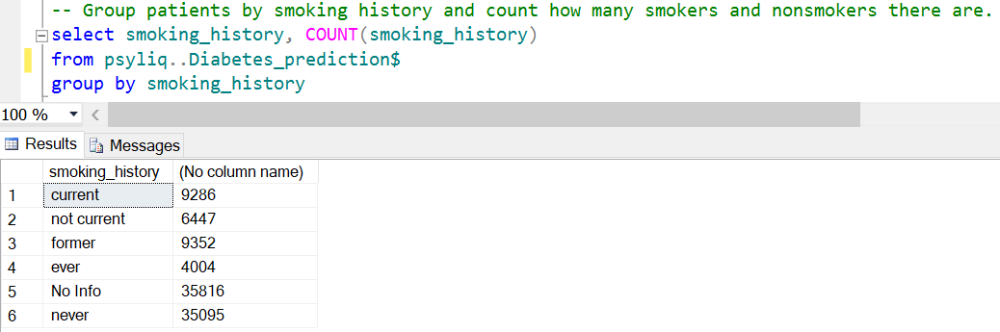 -- Group patients by smoking history and count how many smokers and nonsmokers there are.
select smoking_history, COUNT(smoking_history)
from psyliq..Diabetes_prediction$
group by smoking_history
100 %
Results Messages
smoking_history (No column name)
1 current 9286
2 not current 6447
3 former 9352
4 ever 4004
5 No Info 35816
6 never 35095